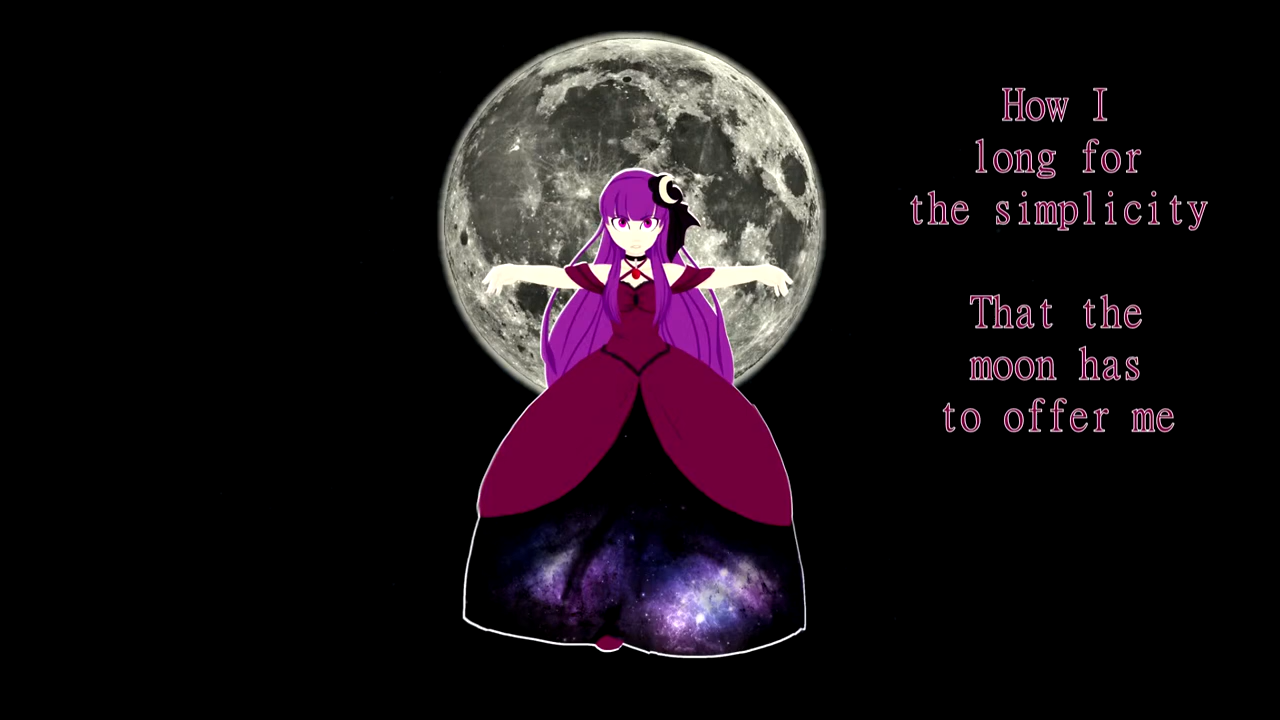 How I
long for
the simplicity
That the
moon has
to offer me